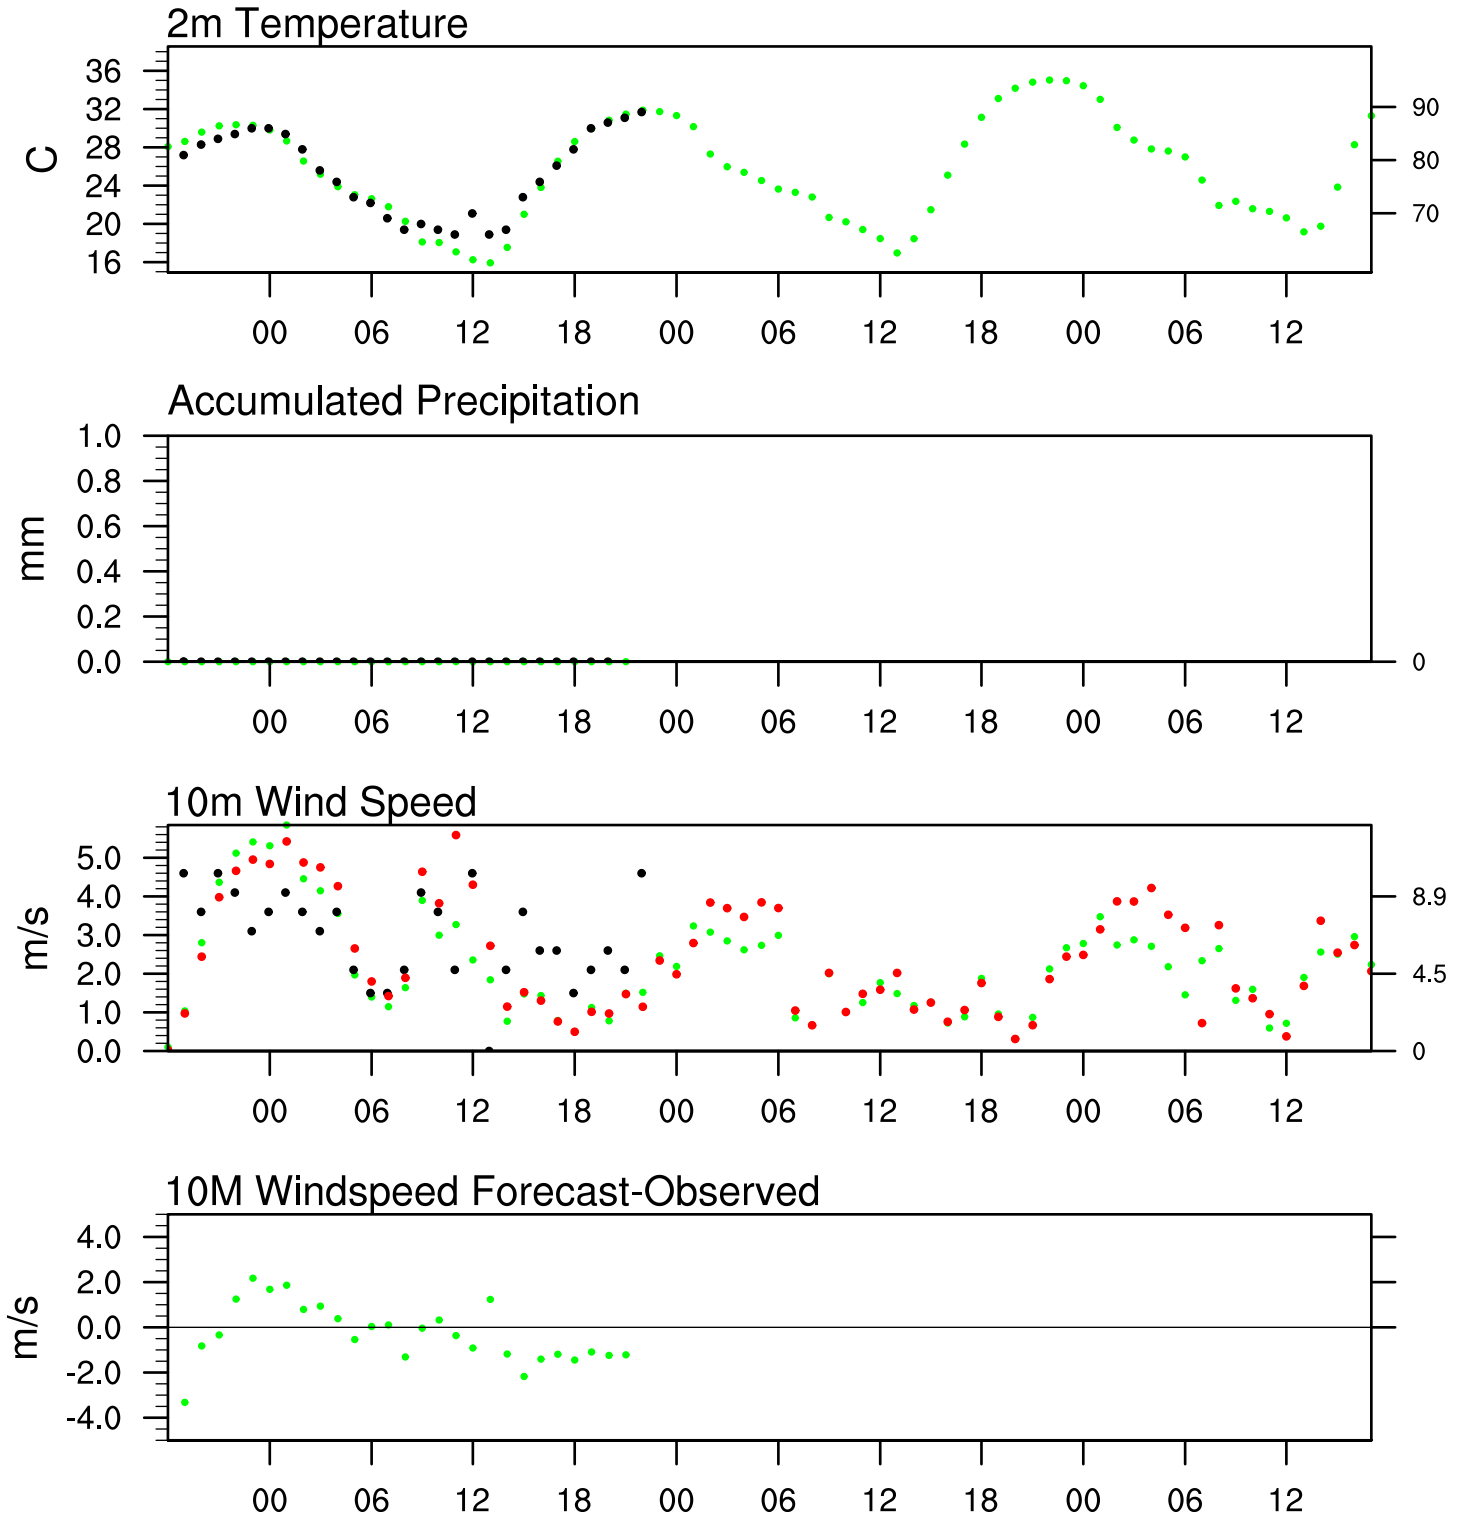 2m Temperature
36
32
28
24
20
16
C
90
80
70
00 06 12 18 00 06 12 18 00 06 12
Accumulated Precipitation
1.0
0.8
0.6
0.4
0.2
0.0
mm
0
00 06 12 18 00 06 12 18 00 06 12
10m Wind Speed
5.0
4.0
3.0
2.0
1.0
0.0
m/s
8.9
4.5
0
00 06 12 18 00 06 12 18 00 06 12
10M Windspeed Forecast-Observed
4.0
2.0
0.0
-2.0
-4.0
m/s
00 06 12 18 00 06 12 18 00 06 12